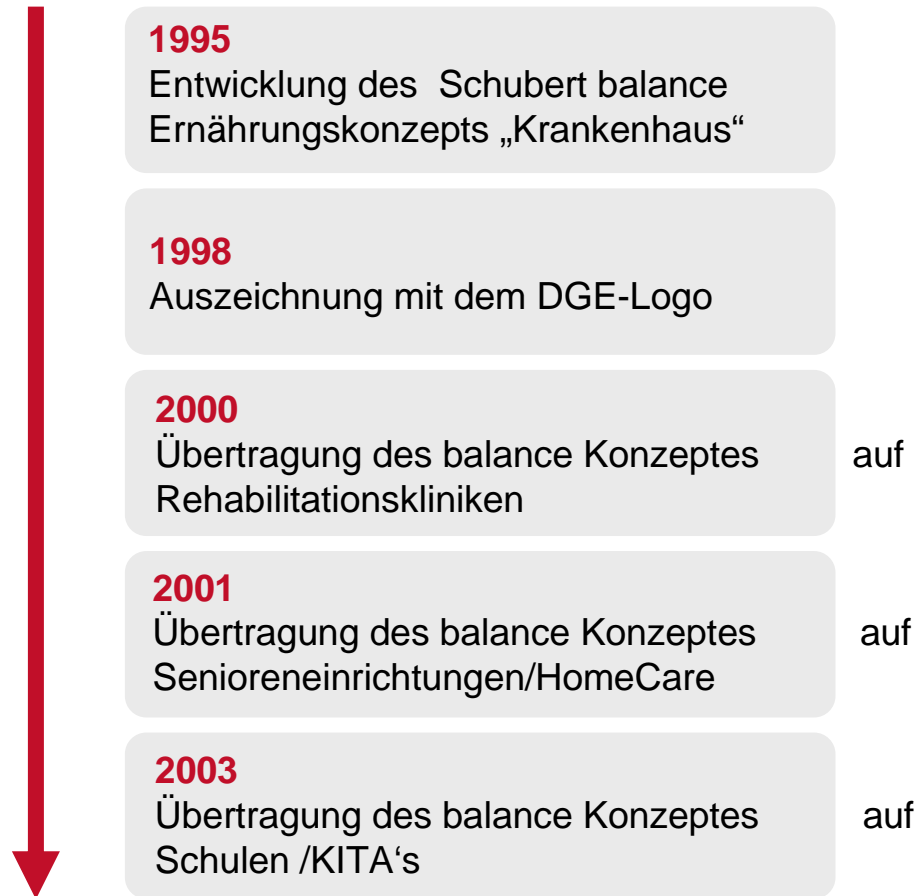 1995
Entwicklung des Schubert balance
Ernährungskonzepts „Krankenhaus“
1998
Auszeichnung mit dem DGE-Logo
2000
Übertragung des balance Konzeptes auf
Rehabilitationskliniken
2001
Übertragung des balance Konzeptes auf
Senioreneinrichtungen/HomeCare
2003
Übertragung des balance Konzeptes auf
Schulen /KITA‘s